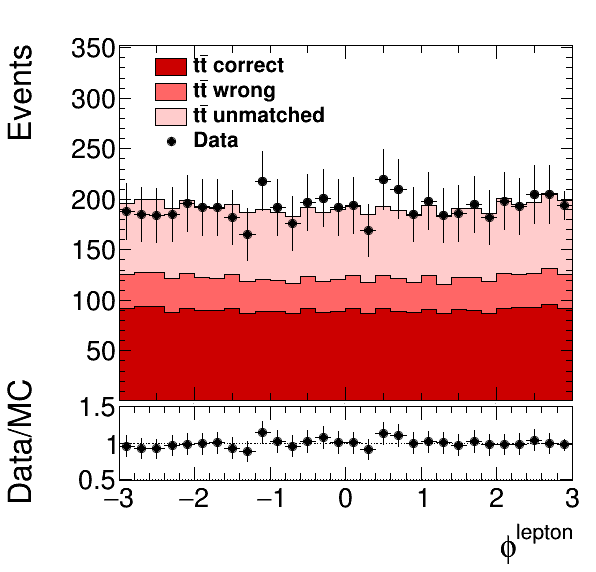 Events
350
300
250
200
150
100
50
tt̄ correct
tt̄ wrong
tt̄ unmatched
Data
Data/MC
1.5
1
0.5
−3 −2 −1 0 1 2 3
ϕ^lepton